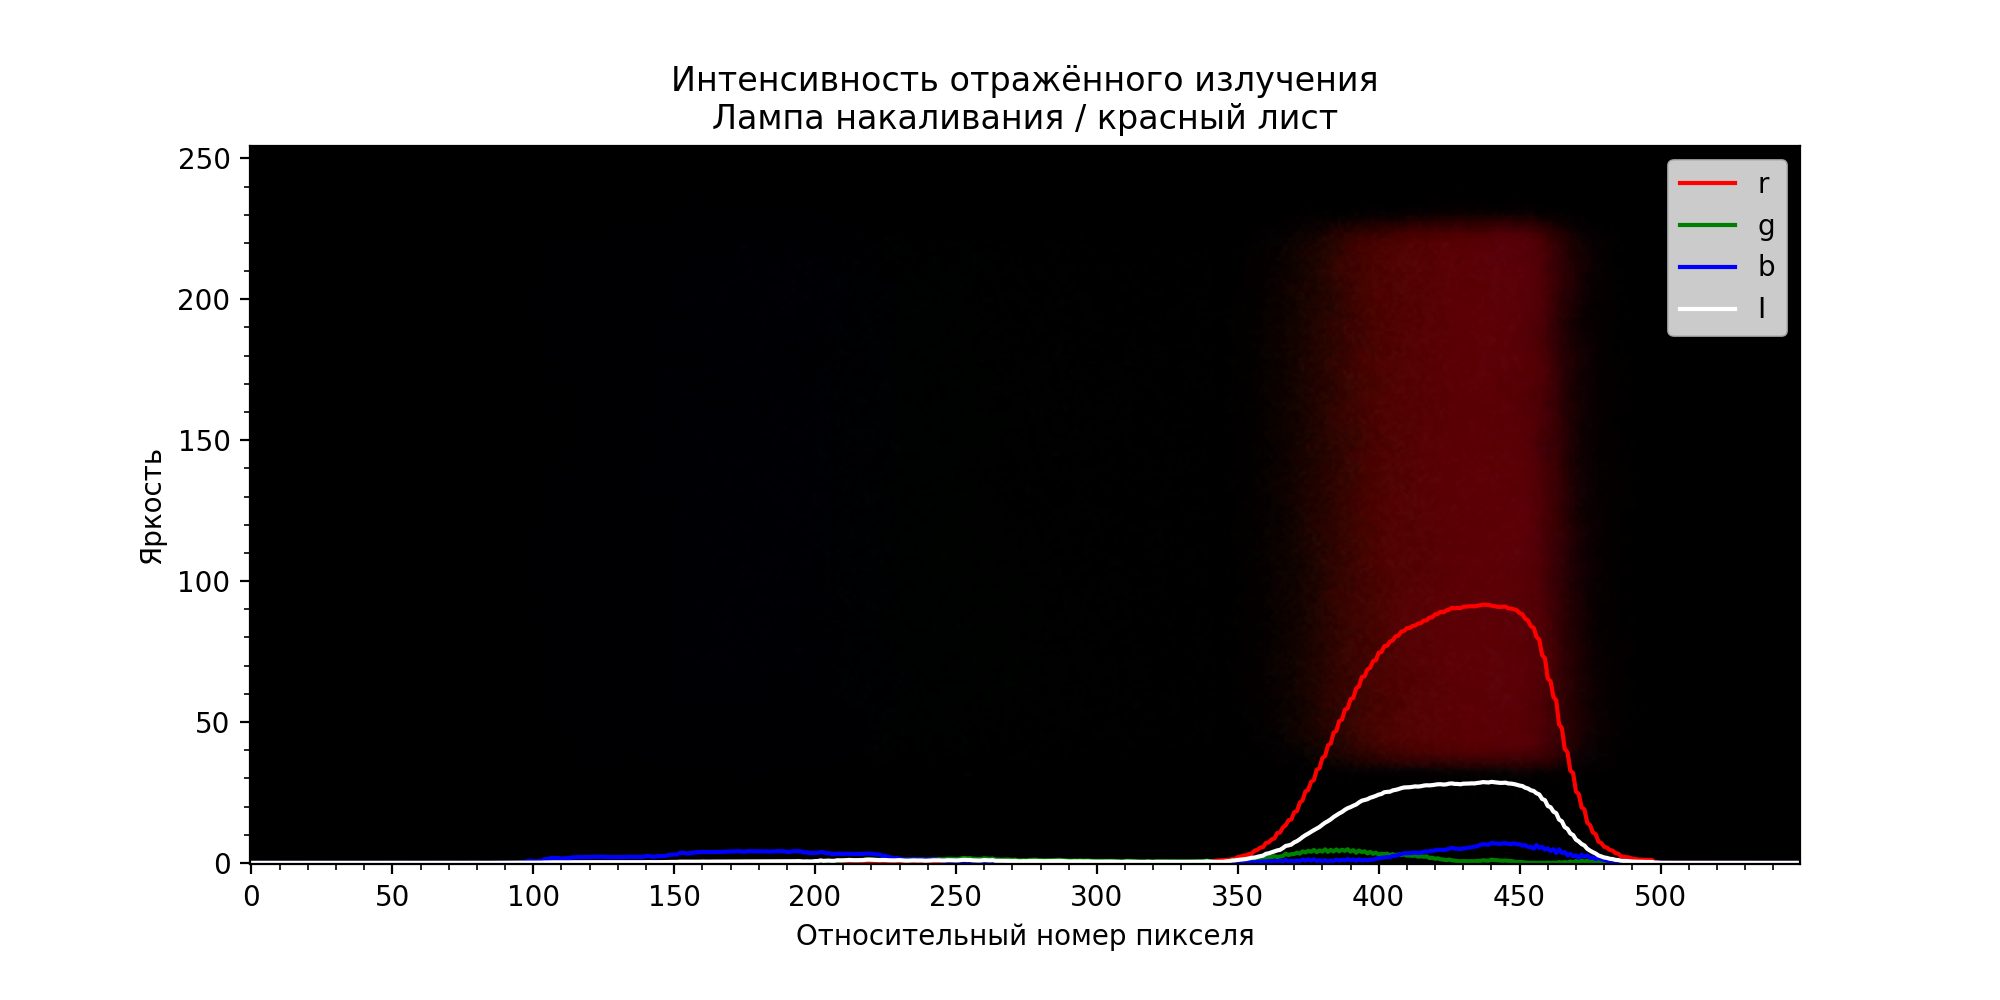 Интенсивность отражённого излучения
Лампа накаливания / красный лист
250
200
150
100
50
0
Яркость
r
g
b
l
0 50 100 150 200 250 300 350 400 450 500
Относительный номер пикселя